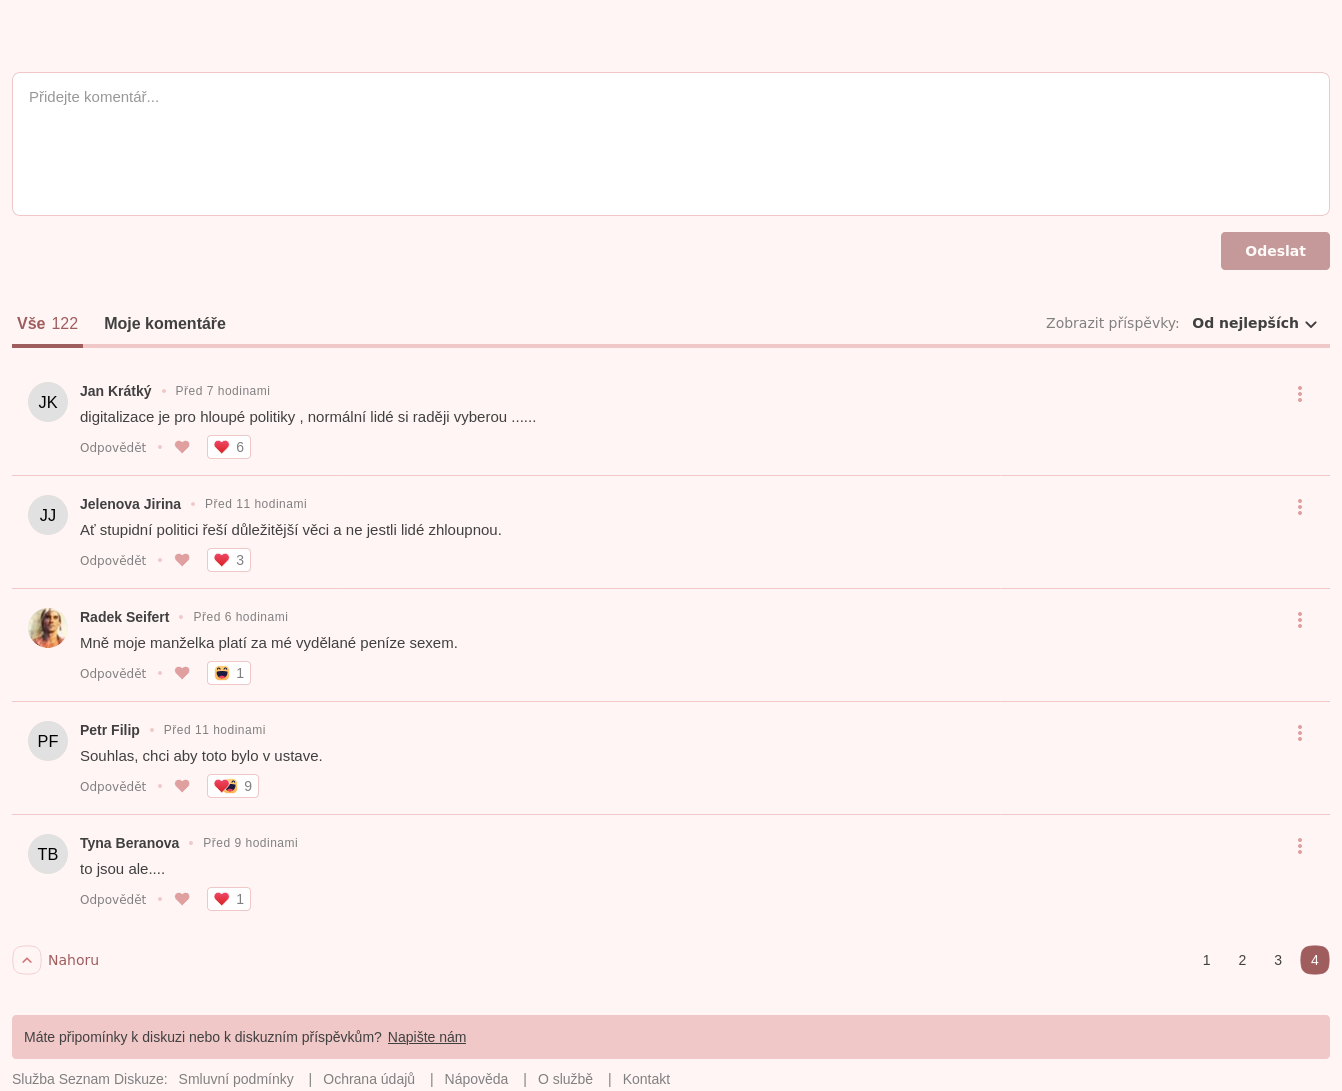 Přidejte komentář...
Odeslat
Vše 122 Moje komentáře Zobrazit příspěvky: Od nejlepších
JK Jan Krátký • Před 7 hodinami
digitalizace je pro hloupé politiky , normální lidé si raději vyberou ......
Odpovědět • 6
JJ Jelenova Jirina • Před 11 hodinami
Ať stupidní politici řeší důležitější věci a ne jestli lidé zhloupnou.
Odpovědět • 3
Radek Seifert • Před 6 hodinami
Mně moje manželka platí za mé vydělané peníze sexem.
Odpovědět • 1
PF Petr Filip • Před 11 hodinami
Souhlas, chci aby toto bylo v ustave.
Odpovědět • 9
TB Tyna Beranova • Před 9 hodinami
to jsou ale....
Odpovědět • 1
Nahoru 1 2 3 4
Máte připomínky k diskuzi nebo k diskuzním příspěvkům? Napište nám
Služba Seznam Diskuze: Smluvní podmínky | Ochrana údajů | Nápověda | O službě | Kontakt